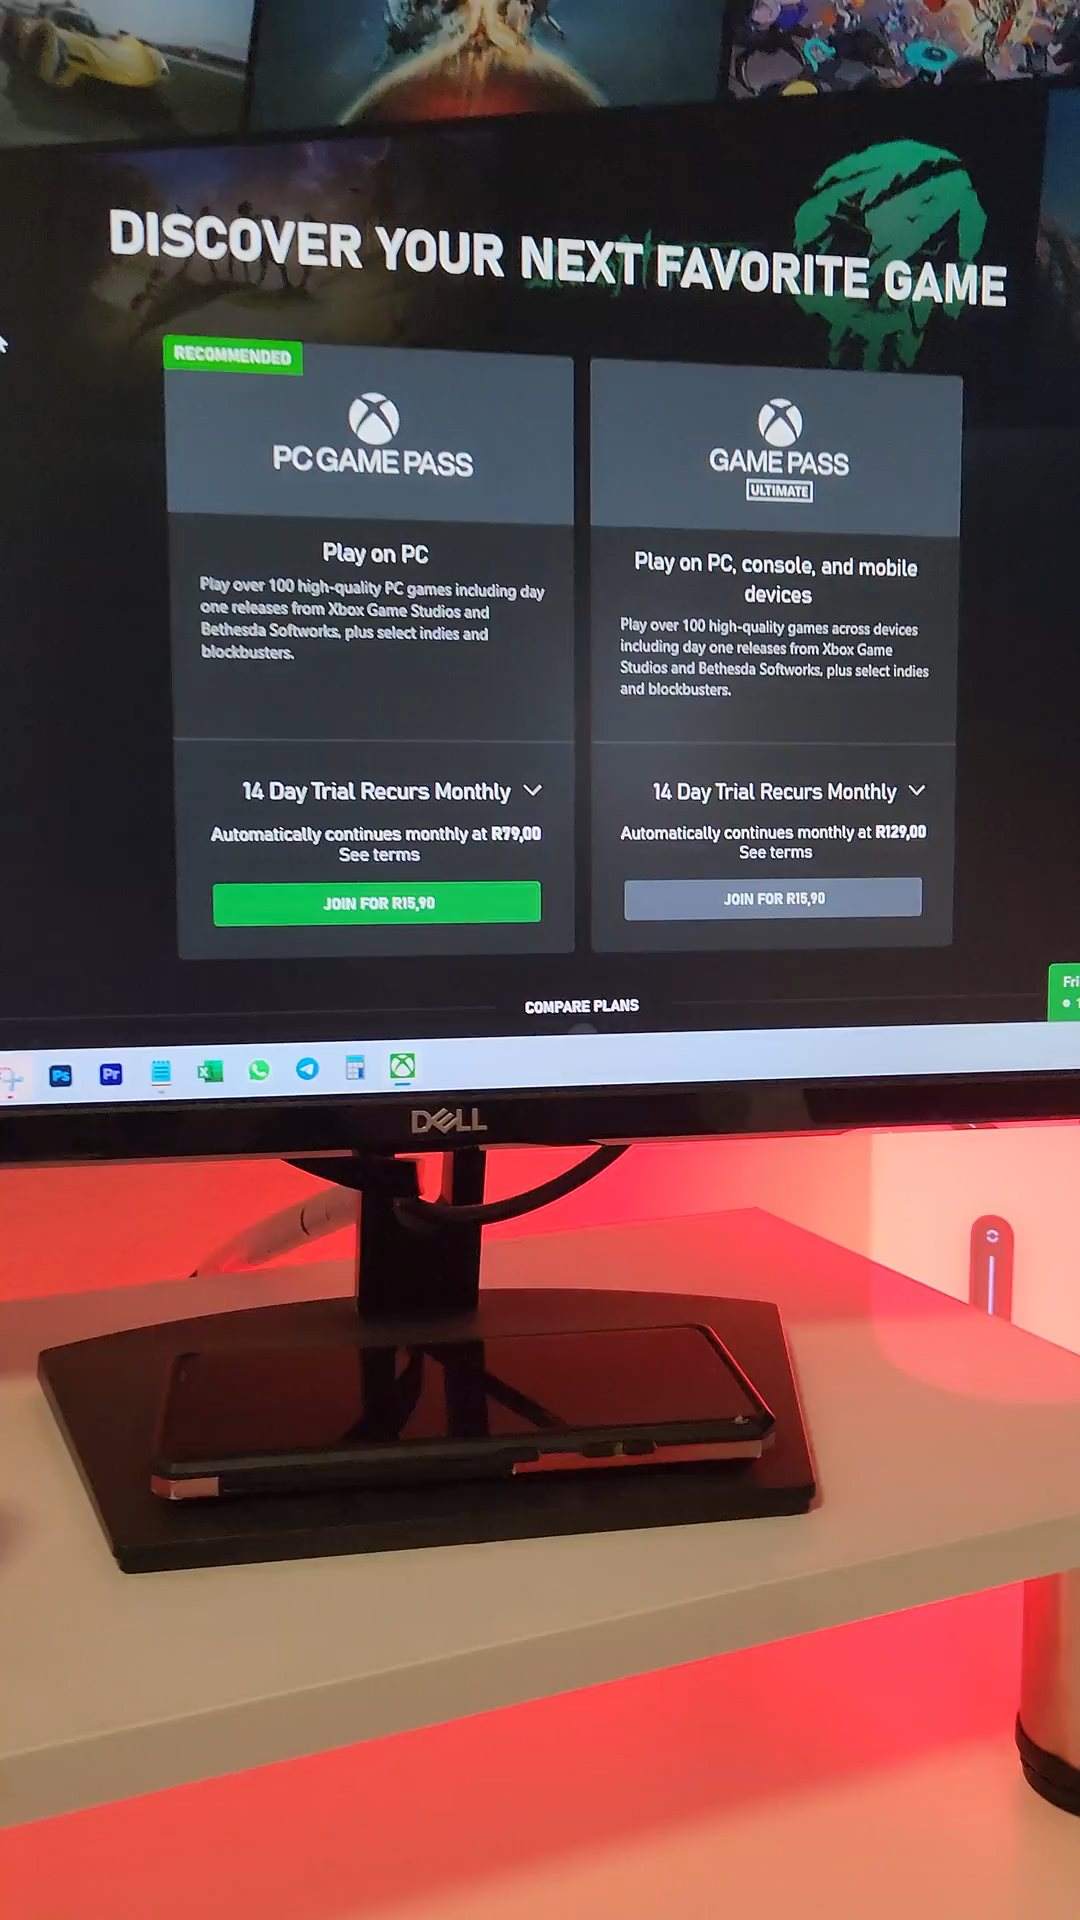 DISCOVER YOUR NEXT FAVORITE GAME
RECOMMENDED
PC GAME PASS
Play on PC
Play over 100 high-quality PC games including day
one releases from Xbox Game Studios and
Bethesda Softworks, plus select indies and
blockbusters.
14 Day Trial Recurs Monthly
Automatically continues monthly at R79,00
See terms
JOIN FOR R15,90
GAME PASS
ULTIMATE
Play on PC, console, and mobile
devices
Play over 100 high-quality games across devices
including day one releases from Xbox Game
Studios and Bethesda Softworks, plus select indies
and blockbusters.
14 Day Trial Recurs Monthly
Automatically continues monthly at R129,00
See terms
JOIN FOR R15,90
COMPARE PLANS
Fri
Ps
Pr
DELL